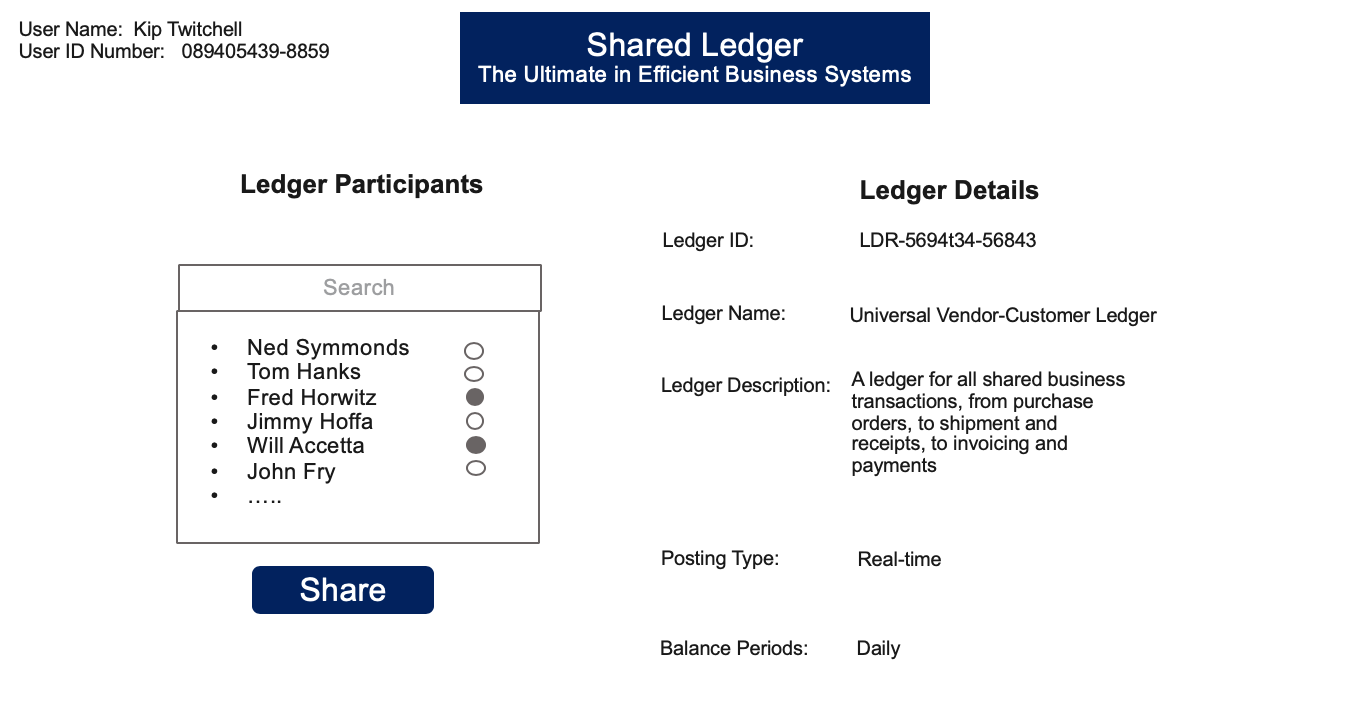 User Name: Kip Twitchell
User ID Number: 089405439-8859
Shared Ledger
The Ultimate in Efficient Business Systems
Ledger Participants
Search
• Ned Symmonds
• Tom Hanks
• Fred Horwitz
• Jimmy Hoffa
• Will Accetta
• John Fry
• …..
Share
Ledger Details
Ledger ID: LDR-5694t34-56843
Ledger Name: Universal Vendor-Customer Ledger
Ledger Description: A ledger for all shared business
transactions, from purchase
orders, to shipment and
receipts, to invoicing and
payments
Posting Type: Real-time
Balance Periods: Daily